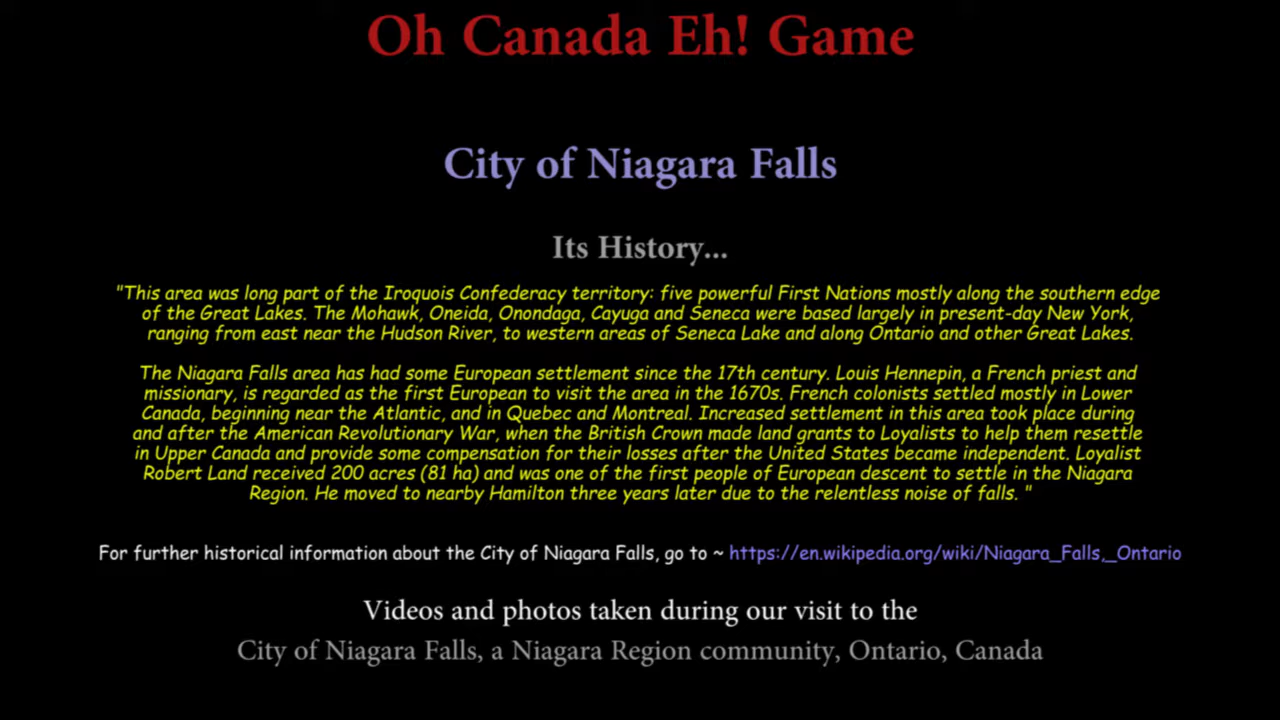 Oh Canada Eh! Game
City of Niagara Falls
Its History...
"This area was long part of the Iroquois Confederacy territory: five powerful First Nations mostly along the southern edge
of the Great Lakes. The Mohawk, Oneida, Onondaga, Cayuga and Seneca were based largely in present-day New York,
ranging from east near the Hudson River, to western areas of Seneca Lake and along Ontario and other Great Lakes.
The Niagara Falls area has had some European settlement since the 17th century. Louis Hennepin, a French priest and
missionary, is regarded as the first European to visit the area in the 1670s. French colonists settled mostly in Lower
Canada, beginning near the Atlantic, and in Quebec and Montreal. Increased settlement in this area took place during
and after the American Revolutionary War, when the British Crown made land grants to Loyalists to help them resettle
in Upper Canada and provide some compensation for their losses after the United States became independent. Loyalist
Robert Land received 200 acres (81 ha) and was one of the first people of European descent to settle in the Niagara
Region. He moved to nearby Hamilton three years later due to the relentless noise of falls. "
For further historical information about the City of Niagara Falls, go to ~ https://en.wikipedia.org/wiki/Niagara_Falls,_Ontario
Videos and photos taken during our visit to the
City of Niagara Falls, a Niagara Region community, Ontario, Canada